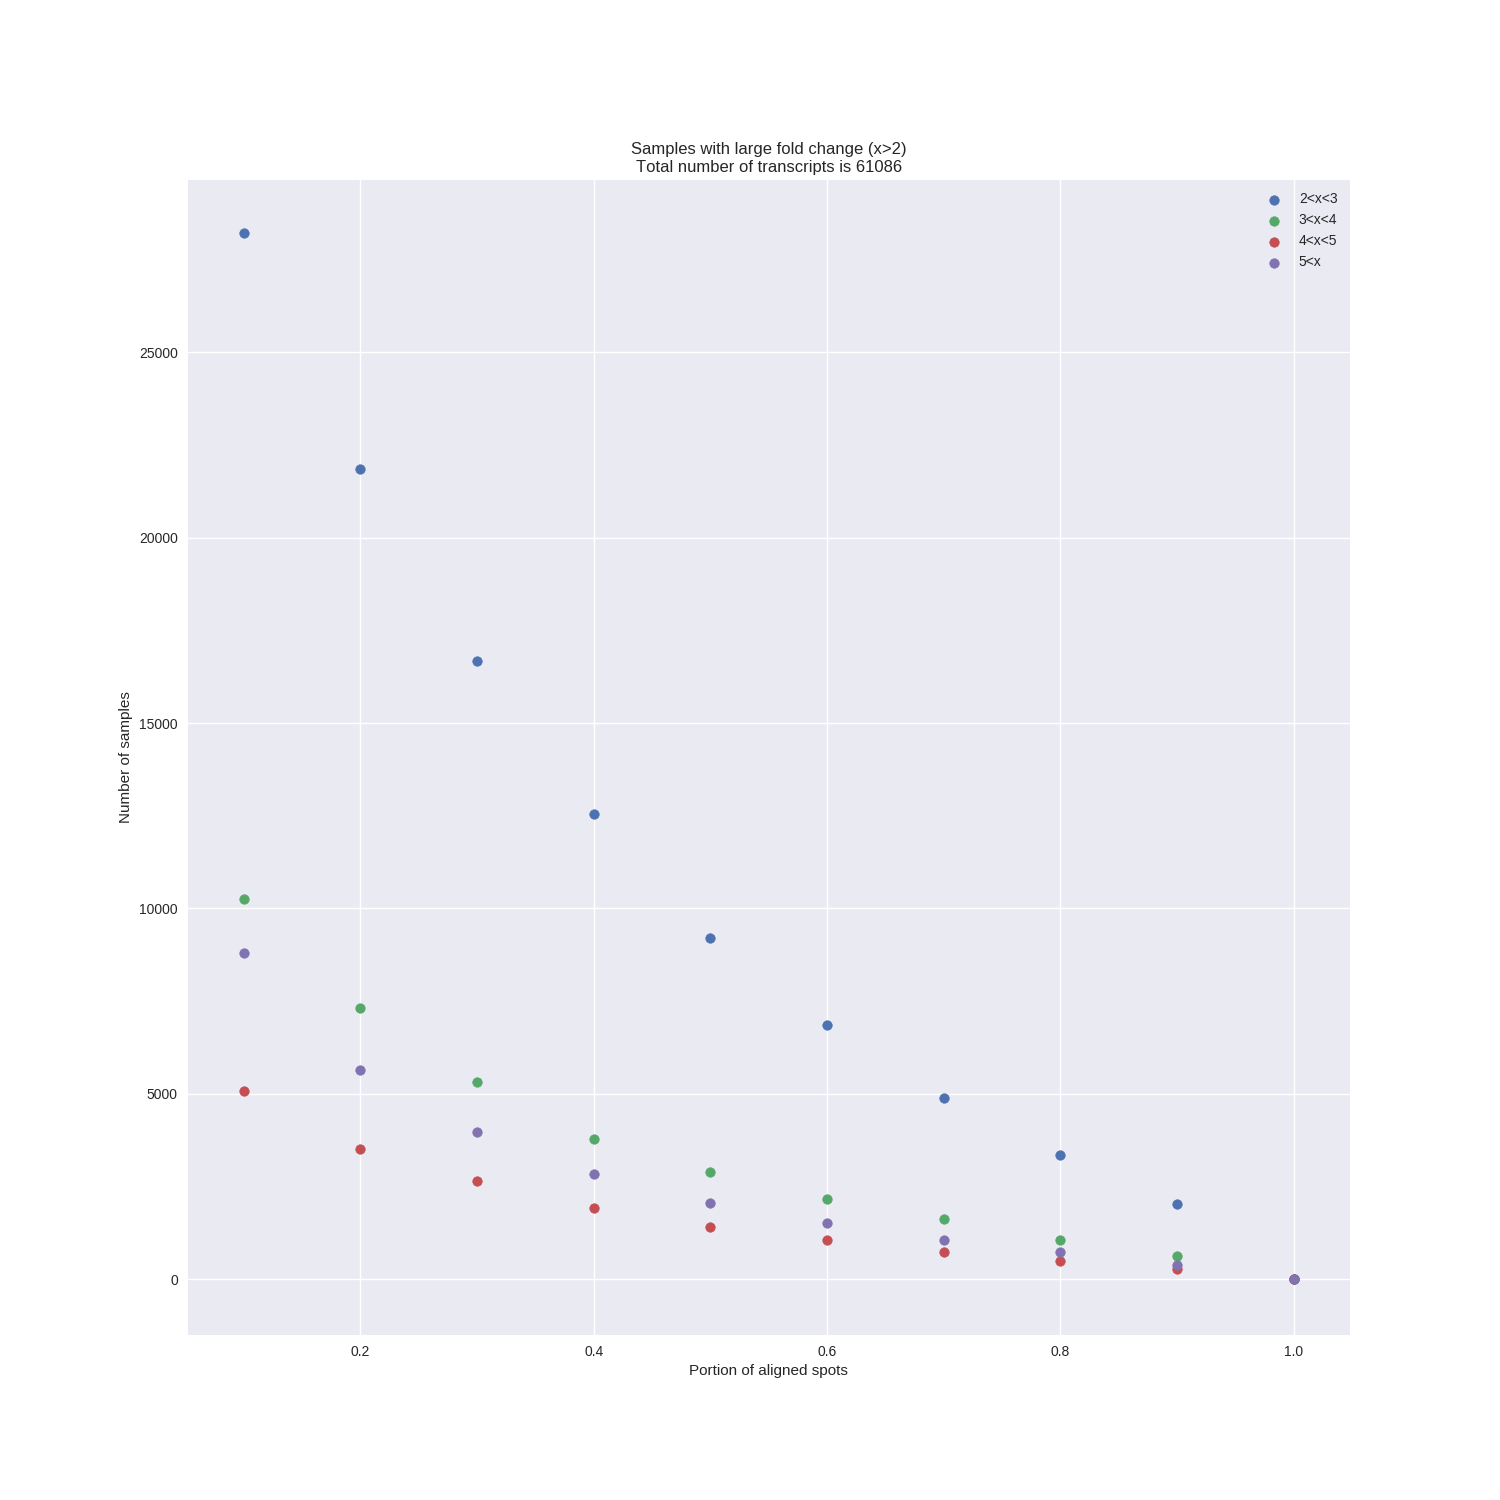 Samples with large fold change (x>2)
Total number of transcripts is 61086
2<x<3
3<x<4
4<x<5
5<x
25000
20000
15000
10000
5000
0
Number of samples
0.2
0.4
0.6
0.8
1.0
Portion of aligned spots